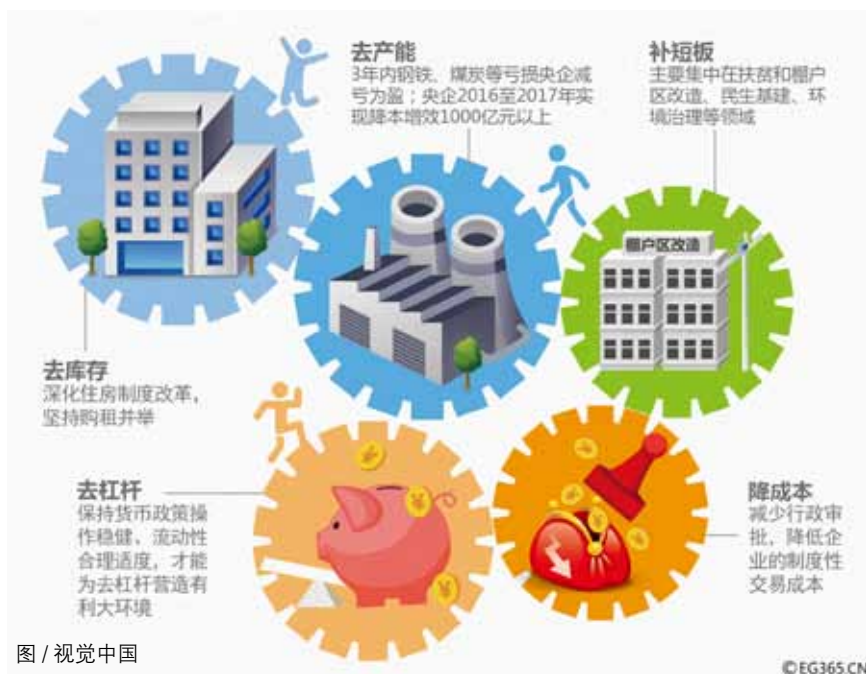 去产能
3年内钢铁、煤炭等亏损央企减
亏为盈；央企2016至2017年实
现降本增效1000亿元以上
补短板
主要集中在扶贫和棚户
区改造、民生基建、环
境治理等领域
棚户区改造
去库存
深化住房制度改革，
坚持购租并举
去杠杆
保持货币政策操
作稳健、流动性
合理适度，才能
为去杠杆营造有
利大环境
降成本
减少行政审
批，降低企
业的制度性
交易成本
图/视觉中国
©EG365.CN